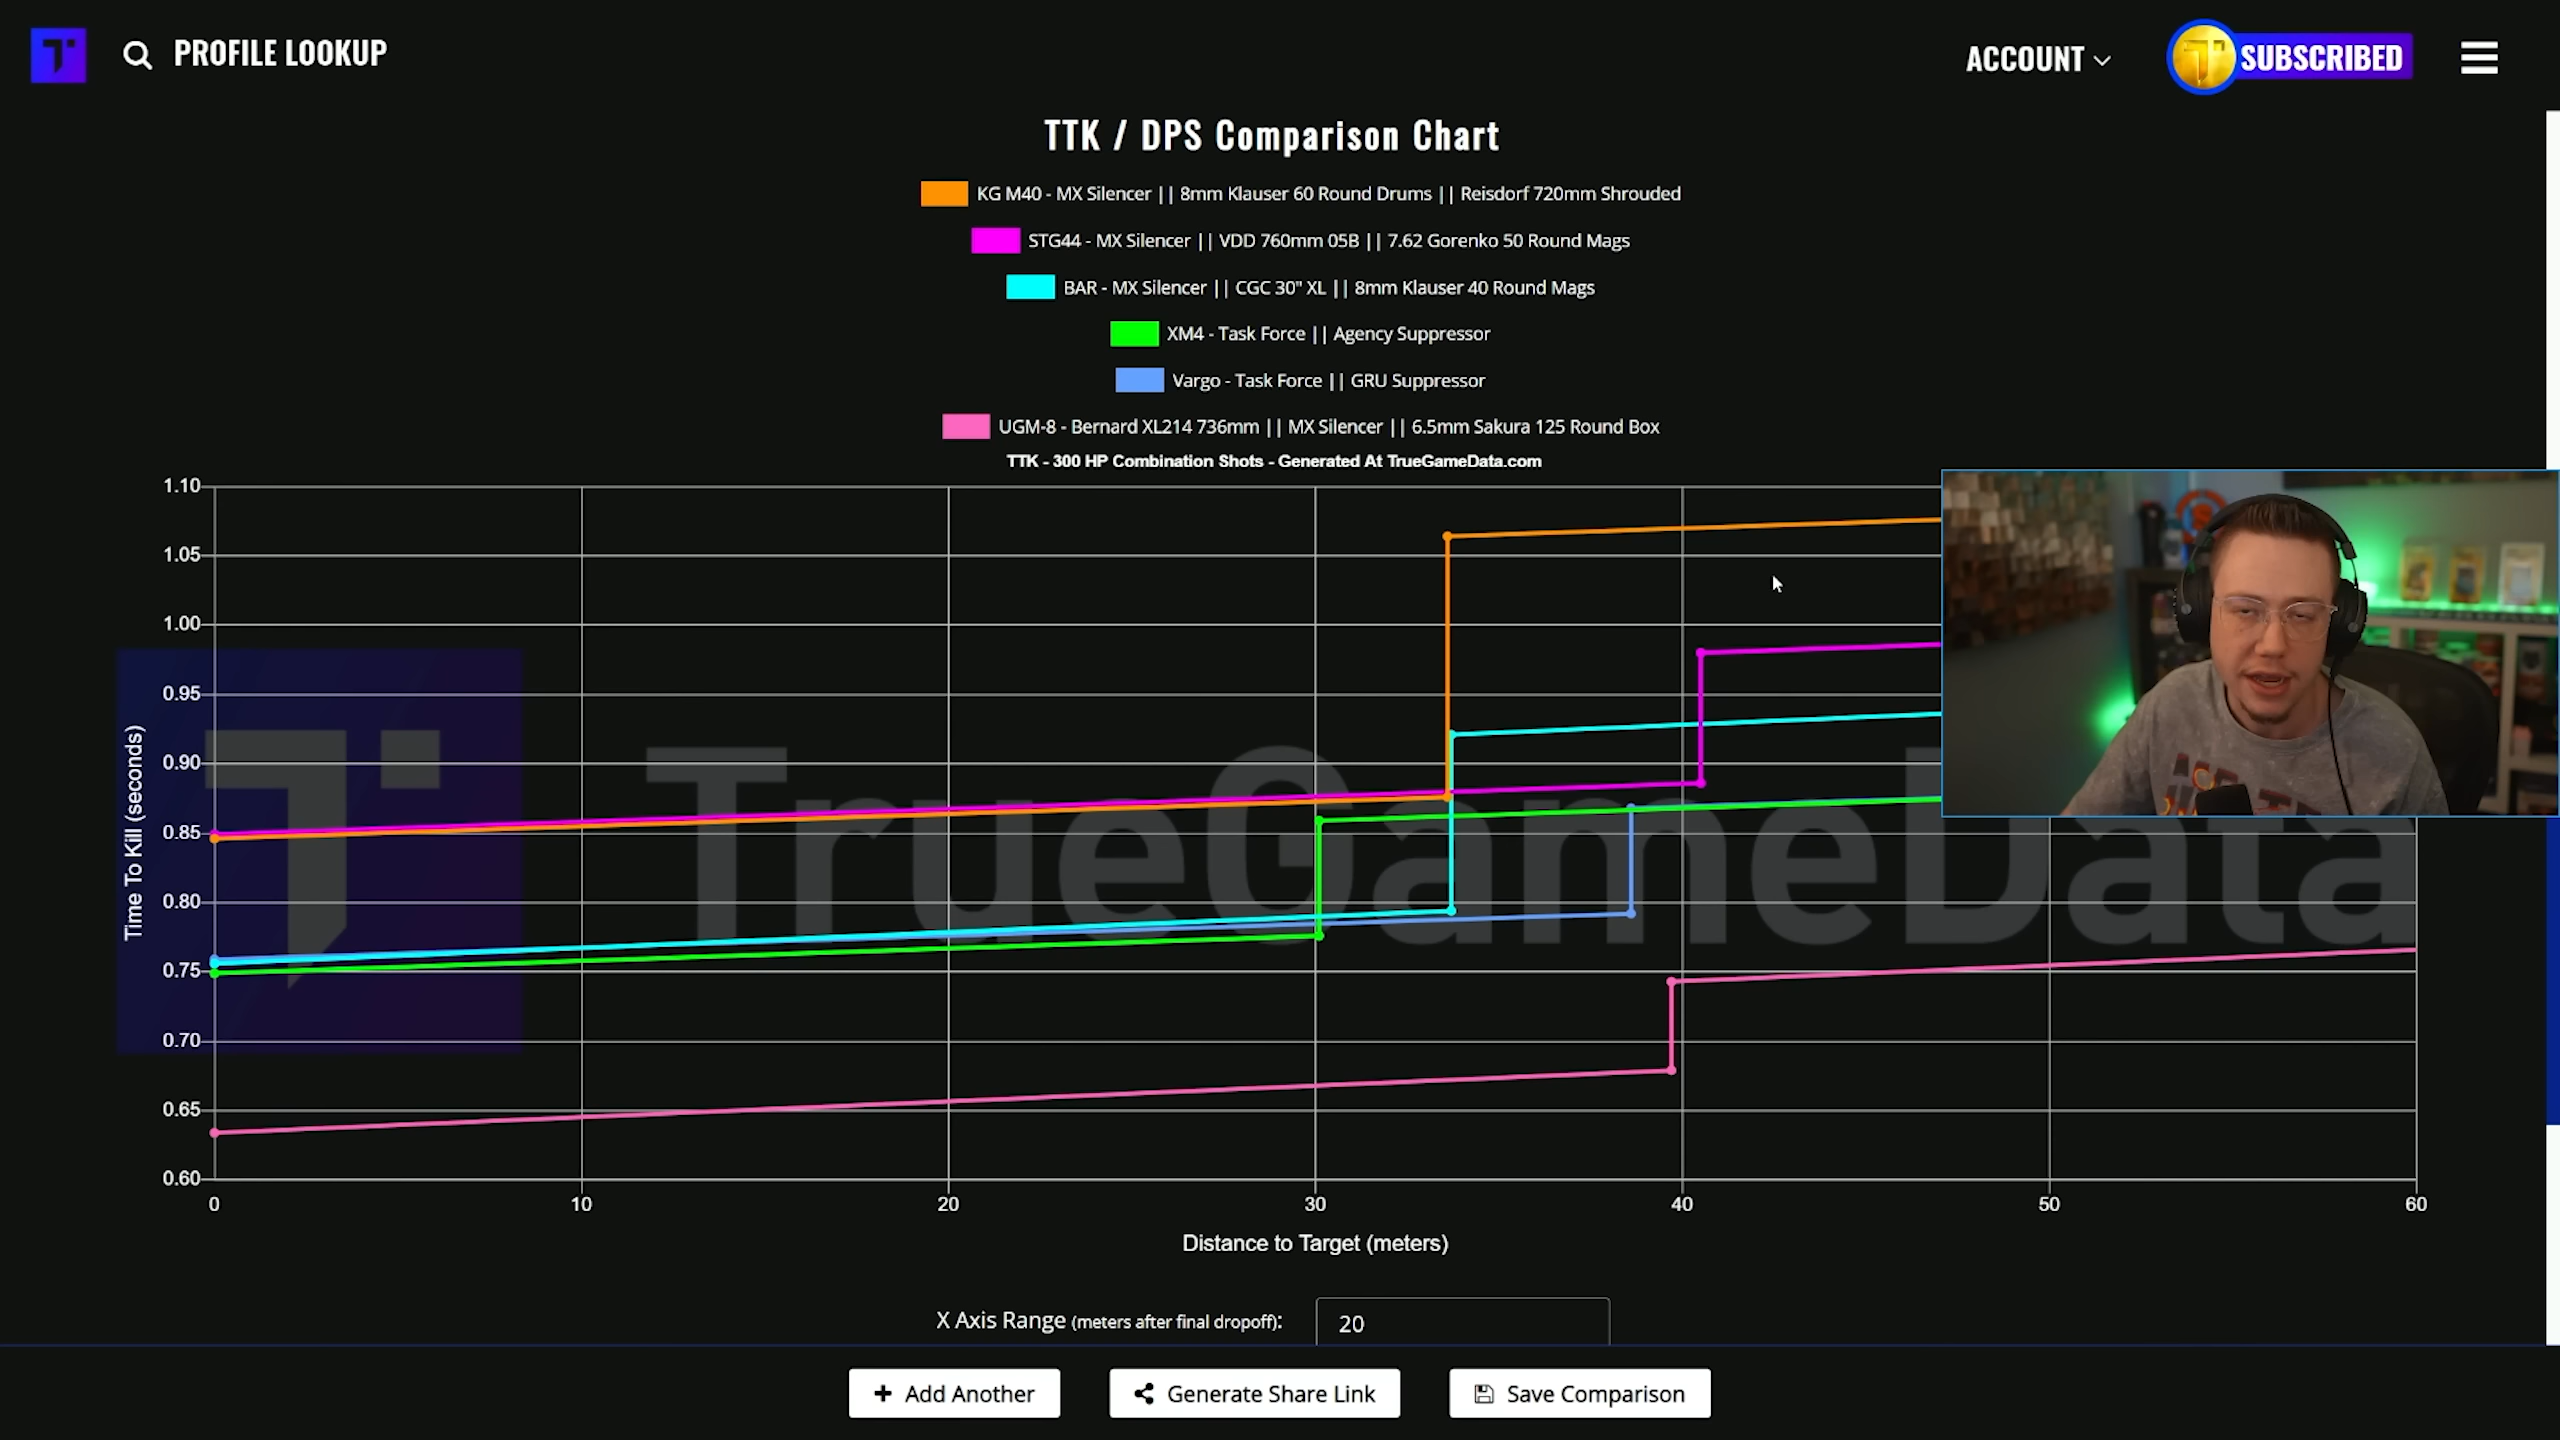 PROFILE LOOKUP
ACCOUNT
SUBSCRIBED
TTK / DPS Comparison Chart
KG M40 - MX Silencer || 8mm Klauser 60 Round Drums || Reisdorf 720mm Shrouded
STG44 - MX Silencer || VDD 760mm 05B || 7.62 Gorenko 50 Round Mags
BAR - MX Silencer || CGC 30" XL || 8mm Klauser 40 Round Mags
XM4 - Task Force || Agency Suppressor
Vargo - Task Force || GRU Suppressor
UGM-8 - Bernard XL214 736mm || MX Silencer || 6.5mm Sakura 125 Round Box
TTK - 300 HP Combination Shots - Generated At TrueGameData.com
1.10
1.05
1.00
0.95
0.90
0.85
0.80
0.75
0.70
0.65
0.60
Time To Kill (seconds)
TrueGameData
0 10 20 30 40 50 60
Distance to Target (meters)
X Axis Range (meters after final dropoff): 20
Add Another
Generate Share Link
Save Comparison